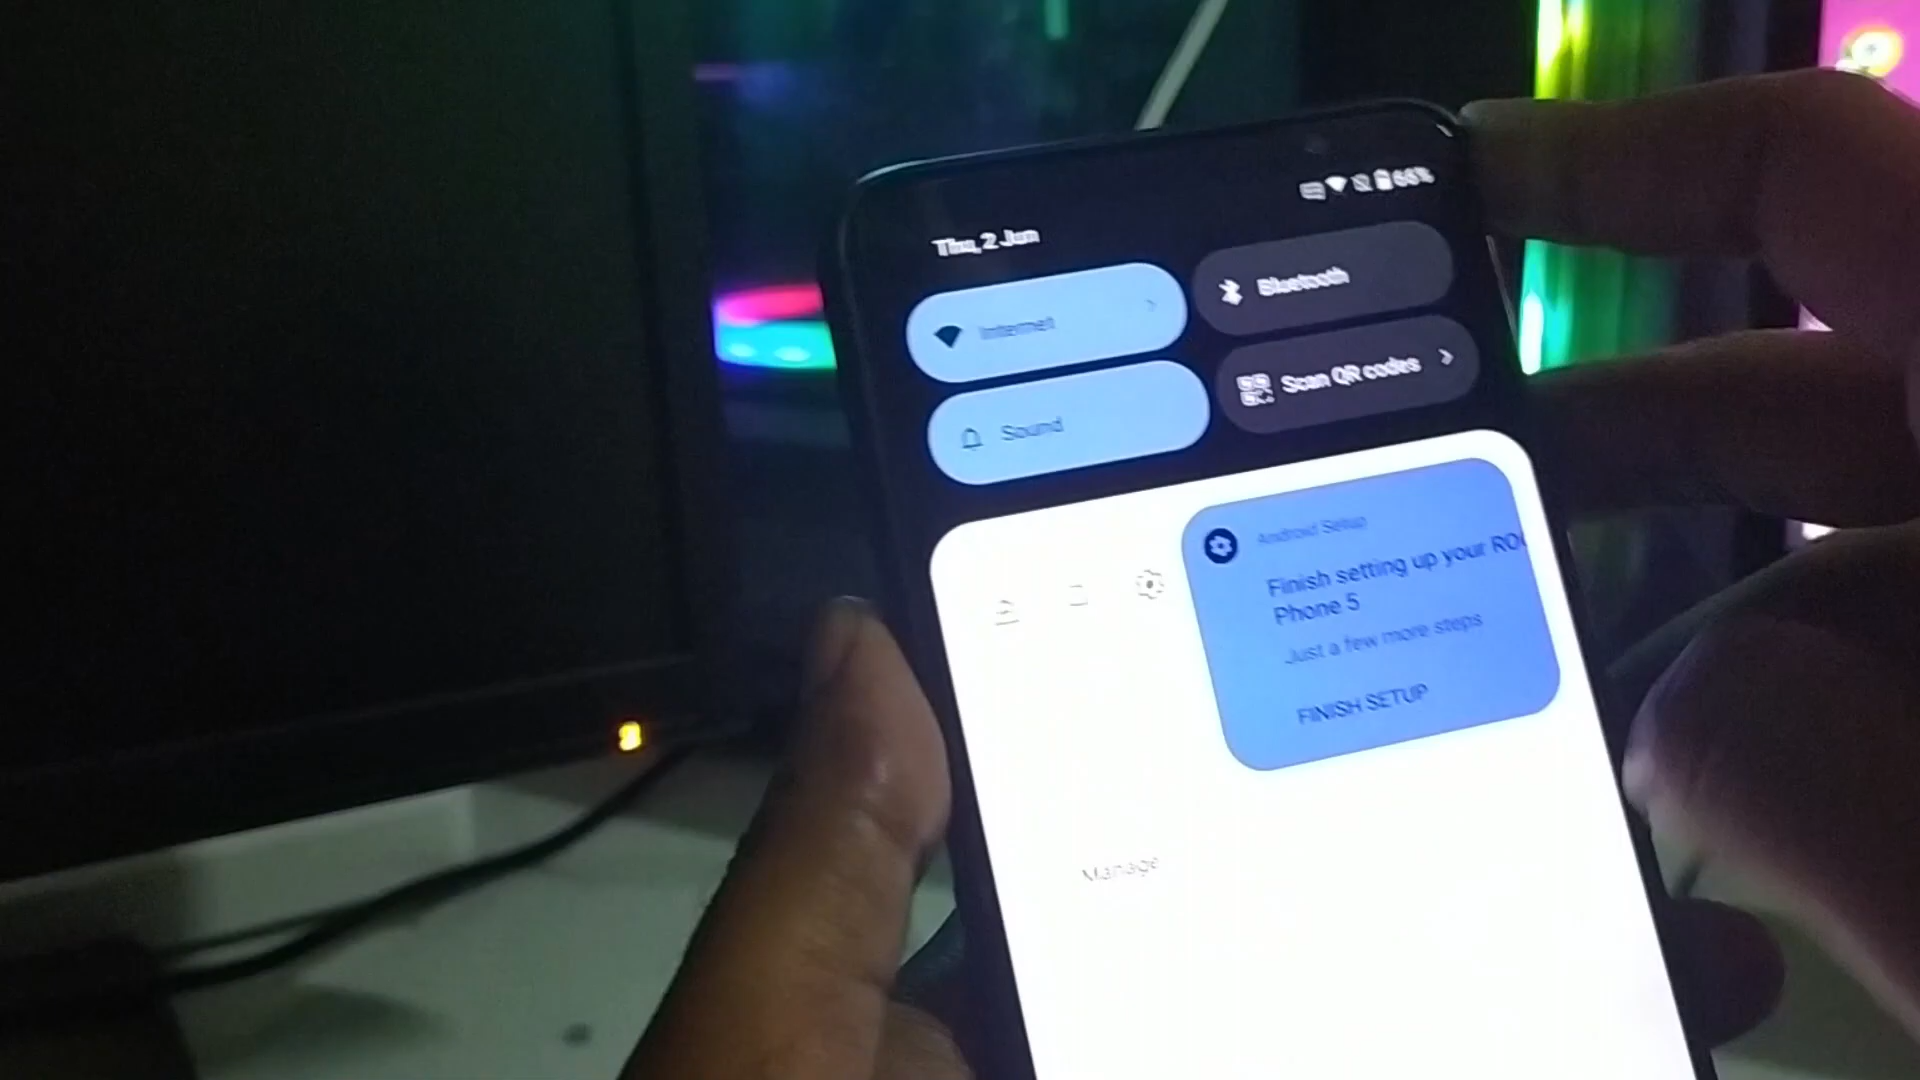 66%
Thu, 2 Jun
Internet
Bluetooth
Sound
Scan QR codes
Android Setup
Finish setting up your RO
Phone 5
Just a few more steps
FINISH SETUP
Manage